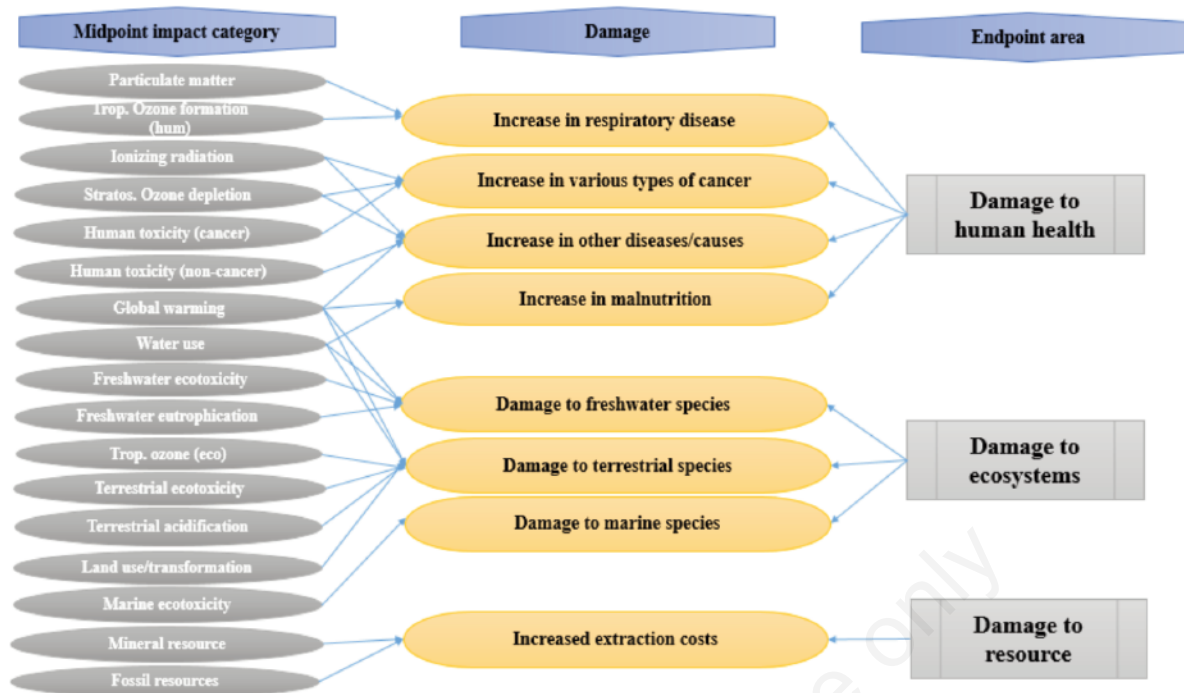 Midpoint impact category
Damage
Endpoint area
Particulate matter
Trop. Ozone formation
(hum)
Ionizing radiation
Stratos. Ozone depletion
Human toxicity (cancer)
Human toxicity (non-cancer)
Global warming
Water use
Freshwater ecotoxicity
Freshwater eutrophication
Trop. ozone (eco)
Terrestrial ecotoxicity
Terrestrial acidification
Land use/transformation
Marine ecotoxicity
Mineral resource
Fossil resources
Increase in respiratory disease
Increase in various types of cancer
Increase in other diseases/causes
Increase in malnutrition
Damage to freshwater species
Damage to terrestrial species
Damage to marine species
Increased extraction costs
Damage to
human health
Damage to
ecosystems
Damage to
resource
only